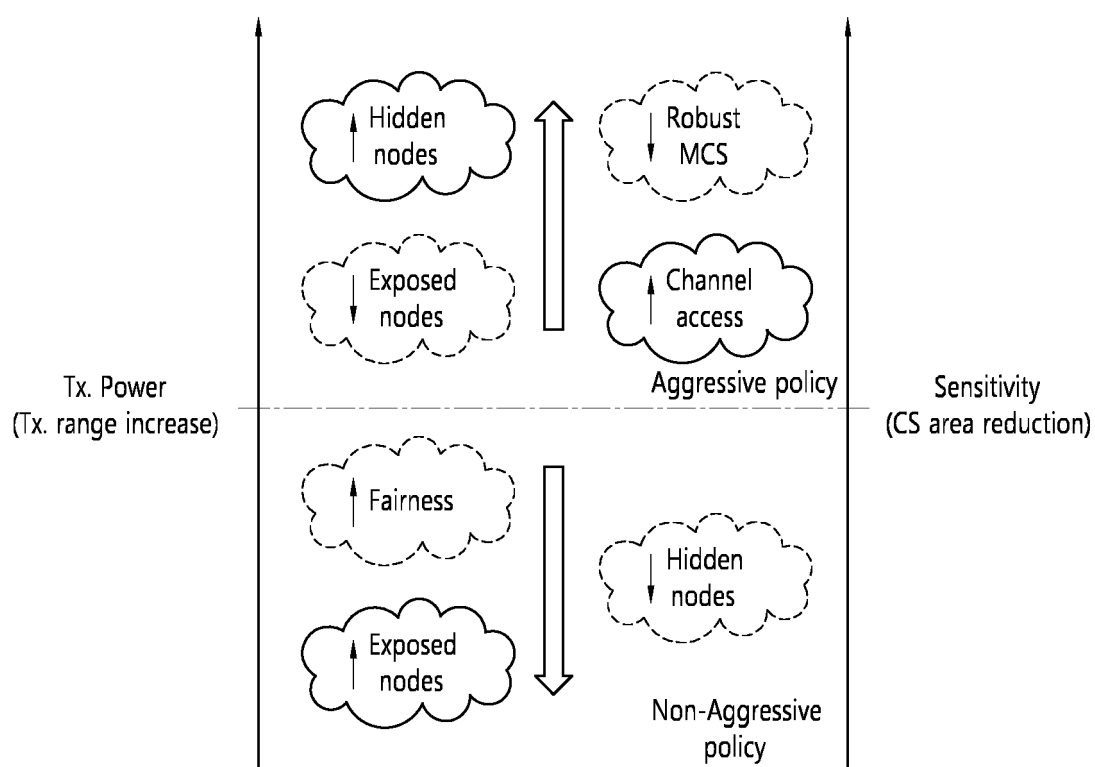 Hidden
nodes
Robust
MCS
Exposed
nodes
Channel
access
Aggressive policy
Tx. Power
(Tx. range increase)
Sensitivity
(CS area reduction)
Fairness
Hidden
nodes
Exposed
nodes
Non-Aggressive
policy